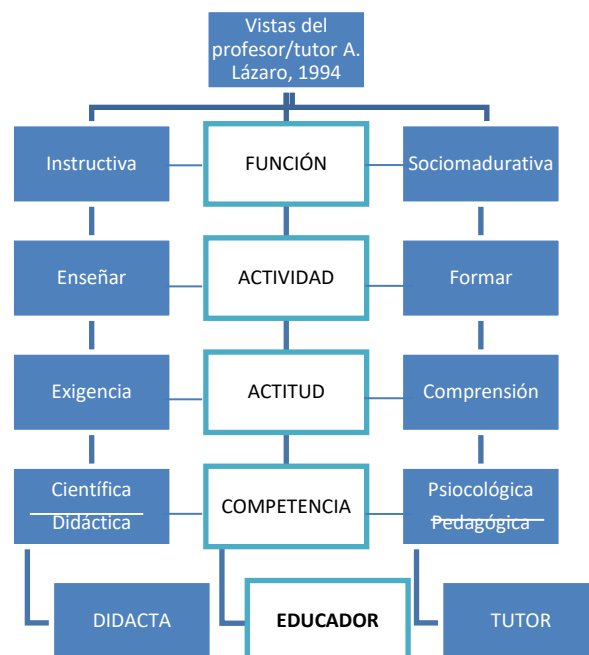 Vistas del
profesor/tutor A.
Lázaro, 1994
Instructiva
FUNCIÓN
Sociomadurativa
Enseñar
ACTIVIDAD
Formar
Exigencia
ACTITUD
Comprensión
Científica
Didáctica
COMPETENCIA
Psiocológica
Pedagógica
DIDACTA
EDUCADOR
TUTOR